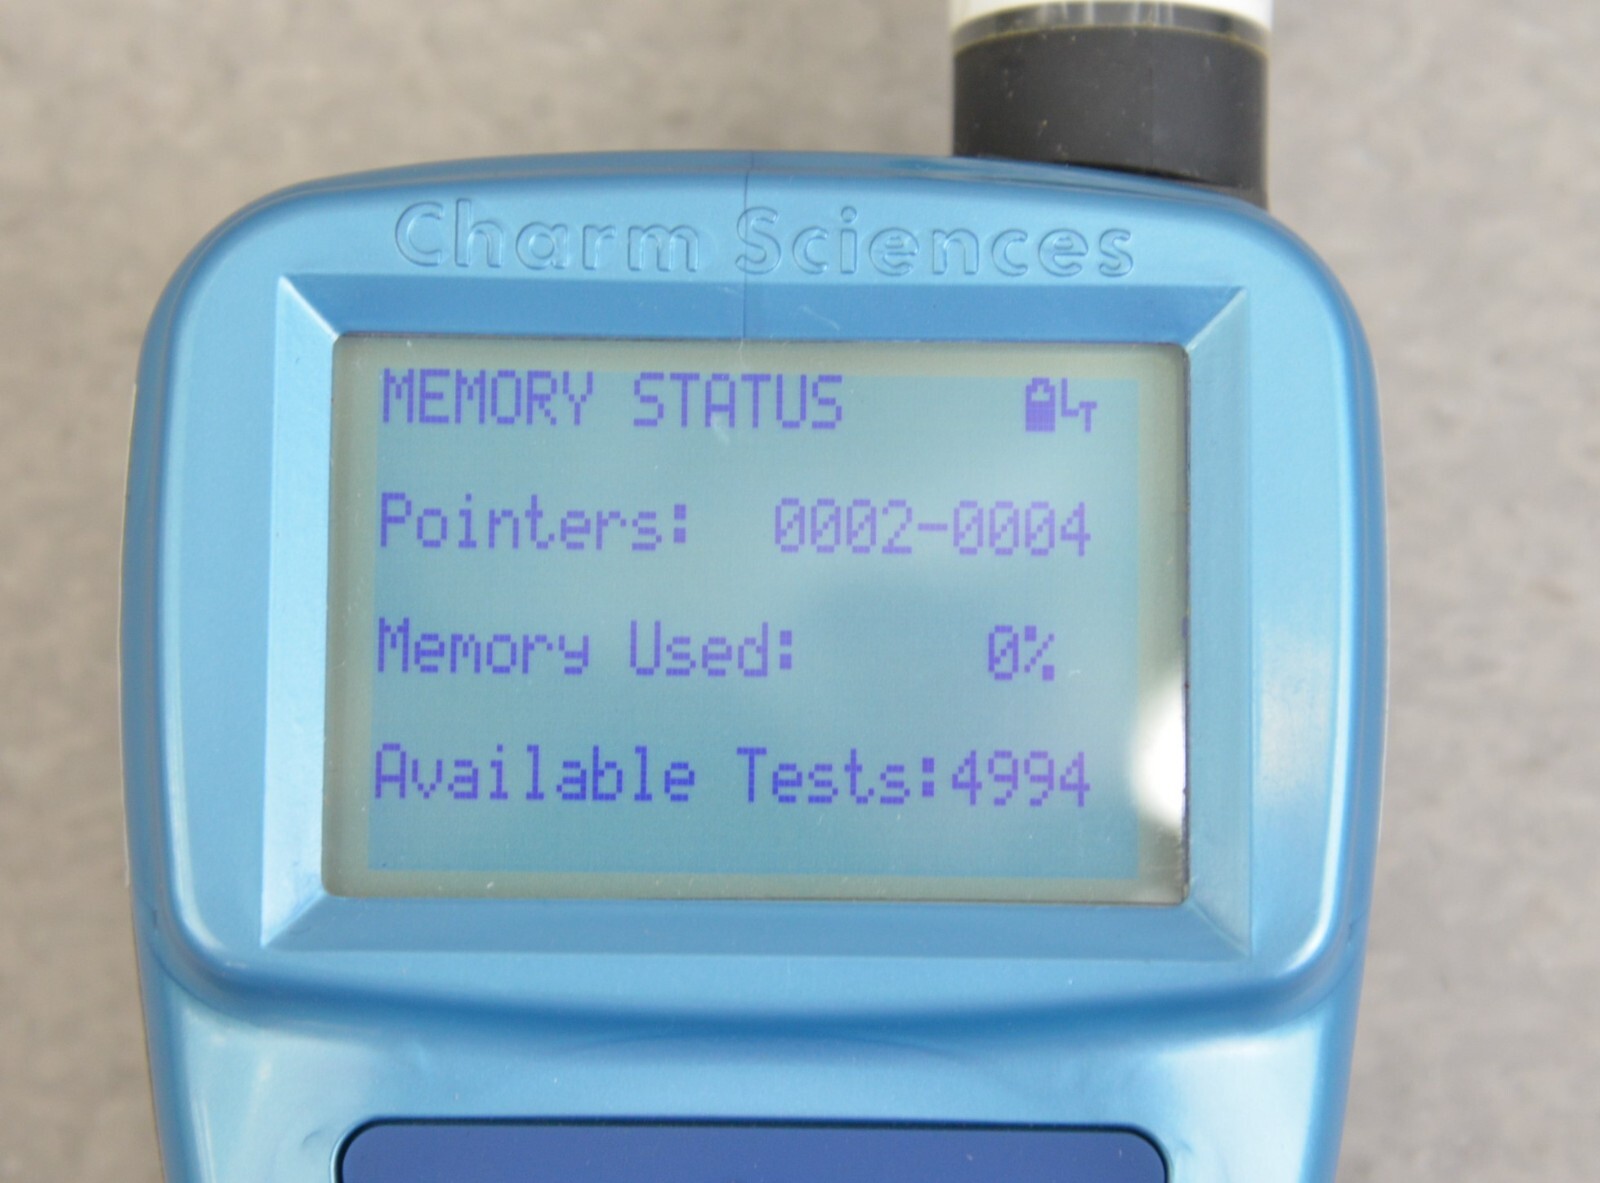 Charm Sciences
MEMORY STATUS
Pointers: 0002-0004
Memory Used: 0%
Available Tests:4994